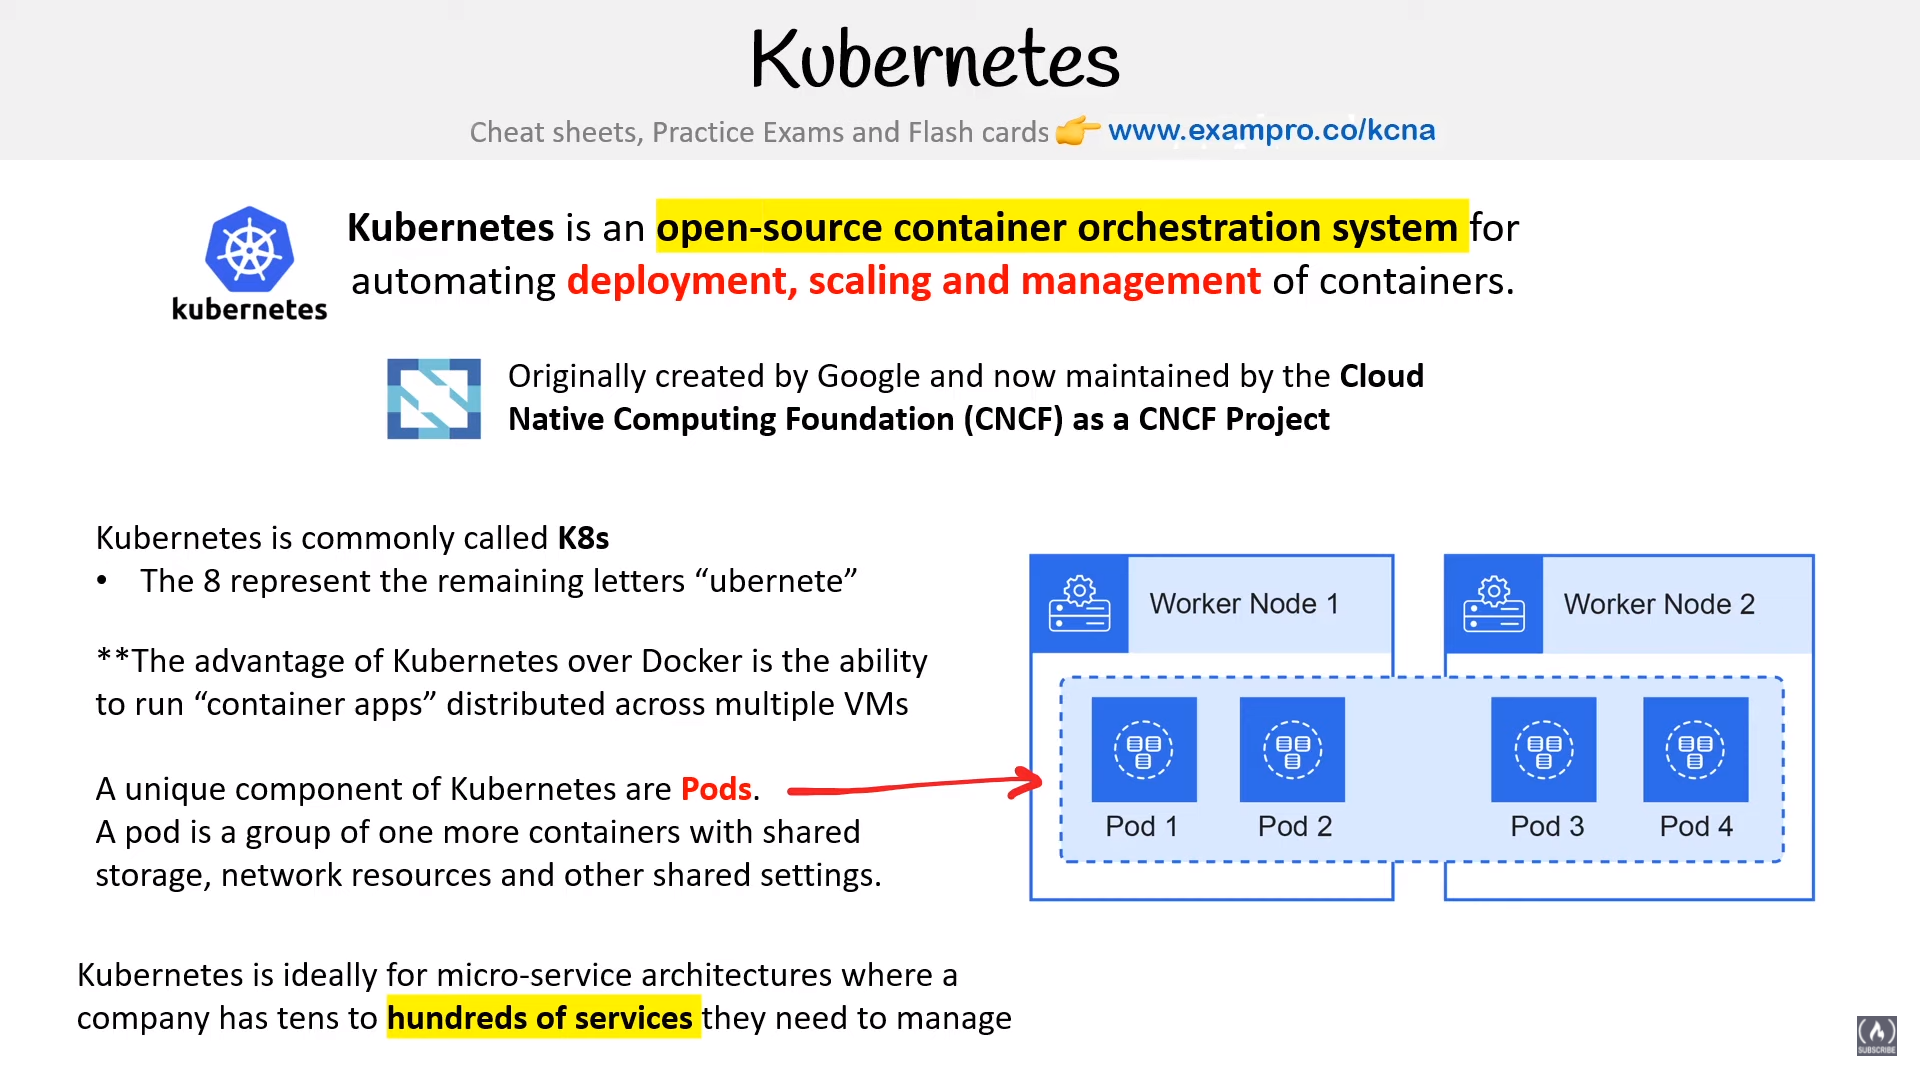 Kubernetes
Cheat sheets, Practice Exams and Flash cards 👉 www.exampro.co/kcna
kubernetes
Kubernetes is an open-source container orchestration system for
automating deployment, scaling and management of containers.
Originally created by Google and now maintained by the Cloud
Native Computing Foundation (CNCF) as a CNCF Project
Kubernetes is commonly called K8s
• The 8 represent the remaining letters “ubernete”
**The advantage of Kubernetes over Docker is the ability
to run “container apps” distributed across multiple VMs
A unique component of Kubernetes are Pods.
A pod is a group of one more containers with shared
storage, network resources and other shared settings.
Kubernetes is ideally for micro-service architectures where a
company has tens to hundreds of services they need to manage
Worker Node 1
Worker Node 2
Pod 1
Pod 2
Pod 3
Pod 4
SUBSCRIBE